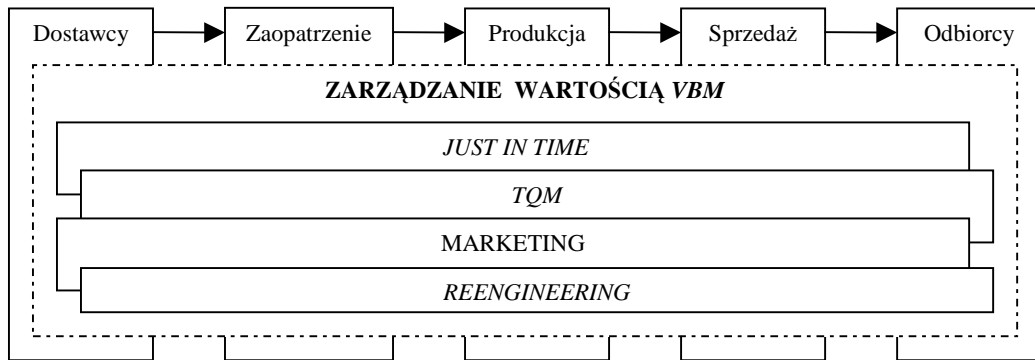 Dostawcy Zaopatrzenie Produkcja Sprzedaż Odbiorcy
ZARZĄDZANIE WARTOŚCIĄ VBM
JUST IN TIME
TQM
MARKETING
REENGINEERING